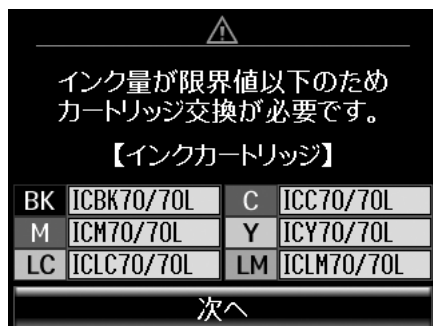 インク量が限界値以下のため
カートリッジ交換が必要です。
【インクカートリッジ】
BK ICBK70/70L C ICC70/70L
M ICM70/70L Y ICY70/70L
LC ICLC70/70L LM ICLM70/70L
次へ